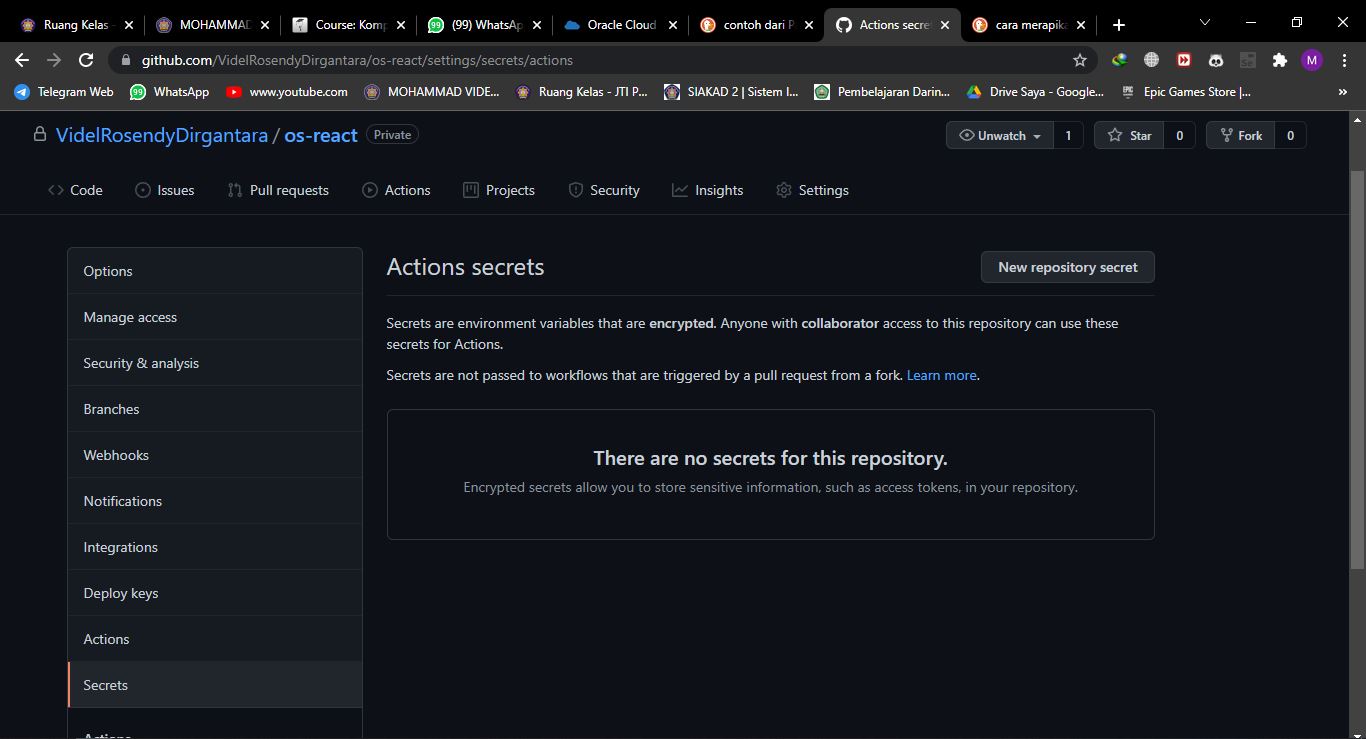 Ruang Kelas -
MOHAMMAD
Course: Komp
(99) WhatsAp
Oracle Cloud
contoh dari P
Actions secret
cara merapika
github.com/VidelRosendyDirgantara/os-react/settings/secrets/actions
M
Telegram Web
99 WhatsApp
www.youtube.com
MOHAMMAD VIDE...
Ruang Kelas - JTI P...
SIAKAD 2 | Sistem I...
Pembelajaran Darin...
Drive Saya - Google...
Epic Games Store |...
»
VidelRosendyDirgantara / os-react Private
Unwatch 1
Star 0
Fork 0
Code
Issues
Pull requests
Actions
Projects
Security
Insights
Settings
Options
Manage access
Security & analysis
Branches
Webhooks
Notifications
Integrations
Deploy keys
Actions
Secrets
Actions
Actions secrets
New repository secret
Secrets are environment variables that are encrypted. Anyone with collaborator access to this repository can use these
secrets for Actions.
Secrets are not passed to workflows that are triggered by a pull request from a fork. Learn more.
There are no secrets for this repository.
Encrypted secrets allow you to store sensitive information, such as access tokens, in your repository.